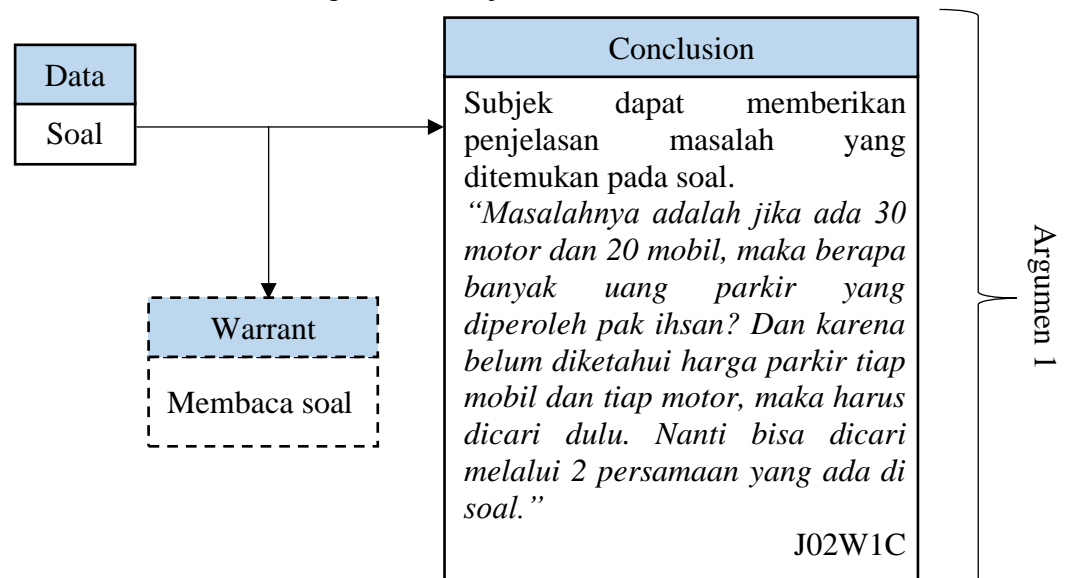 Data
Soal
Warrant
Membaca soal
Conclusion
Subjek dapat memberikan
penjelasan masalah yang
ditemukan pada soal.
“Masalahnya adalah jika ada 30
motor dan 20 mobil, maka berapa
banyak uang parkir yang
diperoleh pak ihsan? Dan karena
belum diketahui harga parkir tiap
mobil dan tiap motor, maka harus
dicari dulu. Nanti bisa dicari
melalui 2 persamaan yang ada di
soal.”
J02W1C
Argumen 1